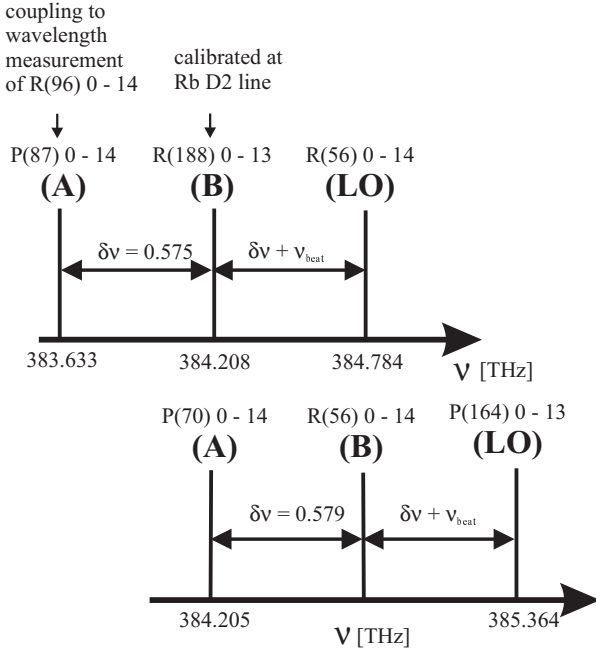 coupling to
wavelength
measurement
of R(96) 0 - 14
calibrated at
Rb D2 line
P(87) 0 - 14
R(188) 0 - 13
R(56) 0 - 14
(A)
(B)
(LO)
δν = 0.575
δν + νbeat
383.633
384.208
384.784
ν [THz]
P(70) 0 - 14
R(56) 0 - 14
P(164) 0 - 13
(A)
(B)
(LO)
δν = 0.579
δν + νbeat
384.205
385.364
ν [THz]